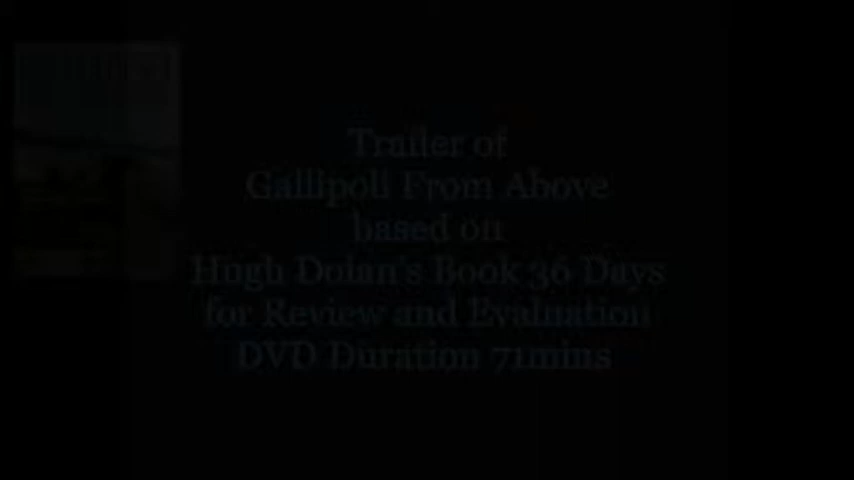 Trailer of
Gallipoli From Above
based on
Hugh Dolan's Book 36 Days
for Review and Evaluation
DVD Duration 71mins